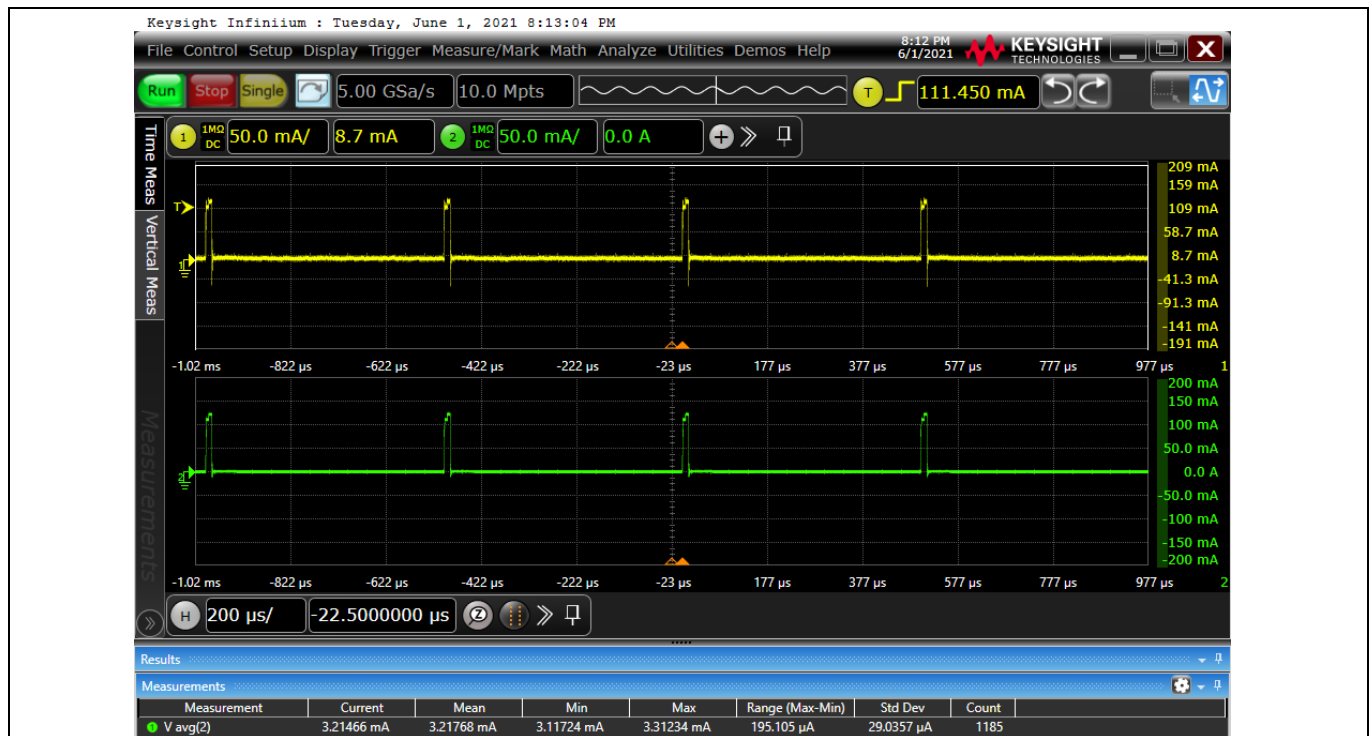 Keysight Infiniium : Tuesday, June 1, 2021 8:13:04 PM
File Control Setup Display Trigger Measure/Mark Math Analyze Utilities Demos Help 8:12 PM 6/1/2021 KEYSIGHT TECHNOLOGIES X
Run Stop Single 5.00 GSa/s 10.0 Mpts T 111.450 mA
Time Meas
Vertical Meas
Measurements
1 1MΩ DC 50.0 mA/ 8.7 mA 2 1MΩ DC 50.0 mA/ 0.0 A + »
209 mA
159 mA
T 109 mA
58.7 mA
1 8.7 mA
-41.3 mA
-91.3 mA
-141 mA
-191 mA
-1.02 ms -822 µs -622 µs -422 µs -222 µs -23 µs 177 µs 377 µs 577 µs 777 µs 977 µs 1
200 mA
150 mA
100 mA
50.0 mA
2 0.0 A
-50.0 mA
-100 mA
-150 mA
-200 mA
-1.02 ms -822 µs -622 µs -422 µs -222 µs -23 µs 177 µs 377 µs 577 µs 777 µs 977 µs 2
H 200 µs/ -22.5000000 µs Z »
Results
Measurements
Measurement Current Mean Min Max Range (Max-Min) Std Dev Count
V avg(2) 3.21466 mA 3.21768 mA 3.11724 mA 3.31234 mA 195.105 µA 29.0357 µA 1185